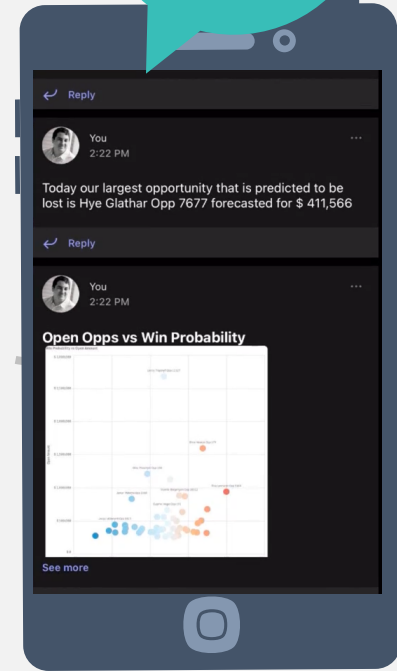 Reply
You
2:22 PM
Today our largest opportunity that is predicted to be
lost is Hye Glathar Opp 7677 forecasted for $ 411,566
Reply
You
2:22 PM
Open Opps vs Win Probability
See more